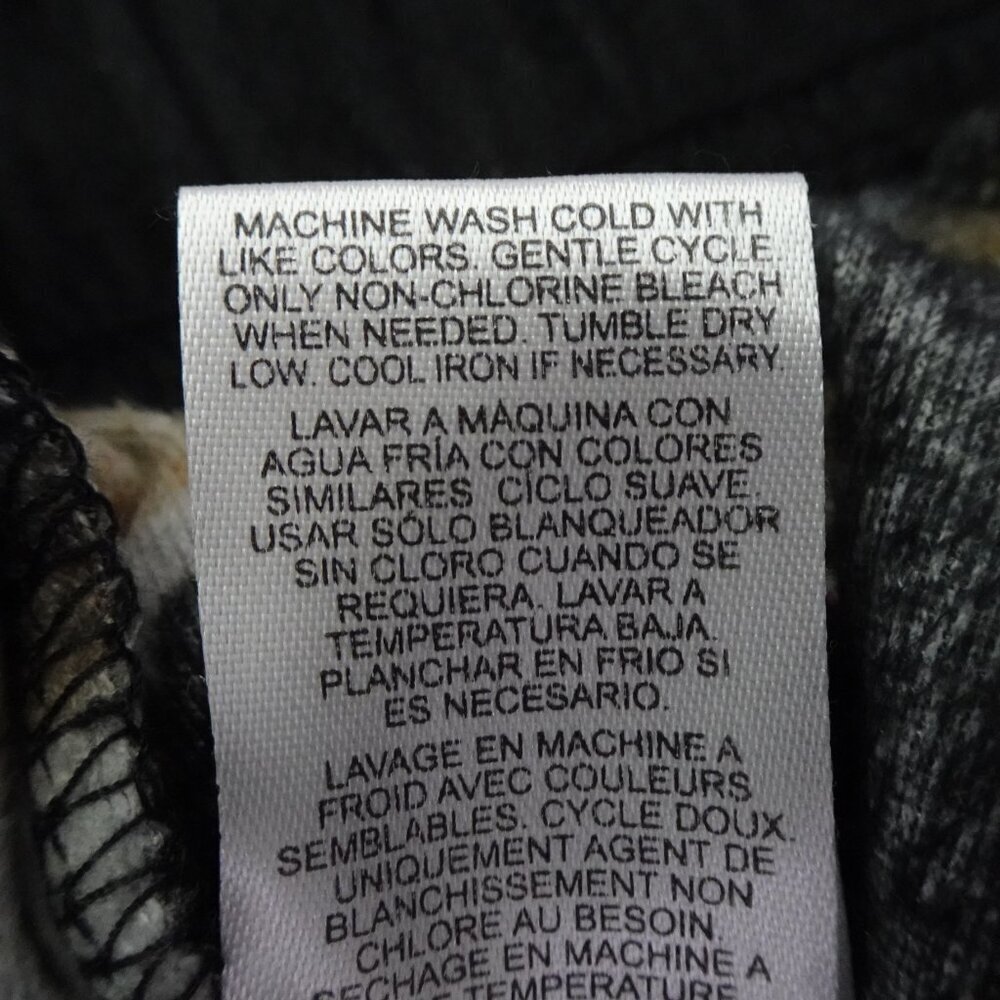 MACHINE WASH COLD WITH
LIKE COLORS. GENTLE CYCLE.
ONLY NON-CHLORINE BLEACH
WHEN NEEDED. TUMBLE DRY
LOW. COOL IRON IF NECESSARY.
LAVAR A MÁQUINA CON
AGUA FRÍA CON COLORES
SIMILARES. CICLO SUAVE.
USAR SÓLO BLANQUEADOR
SIN CLORO CUANDO SE
REQUIERA. LAVAR A
TEMPERATURA BAJA.
PLANCHAR EN FRIO SI
ES NECESARIO.
LAVAGE EN MACHINE A
FROID AVEC COULEURS
SEMBLABLES. CYCLE DOUX.
UNIQUEMENT AGENT DE
BLANCHISSEMENT NON
CHLORE AU BESOIN.
SECHAGE EN MACHINE A
TEMPERATURE